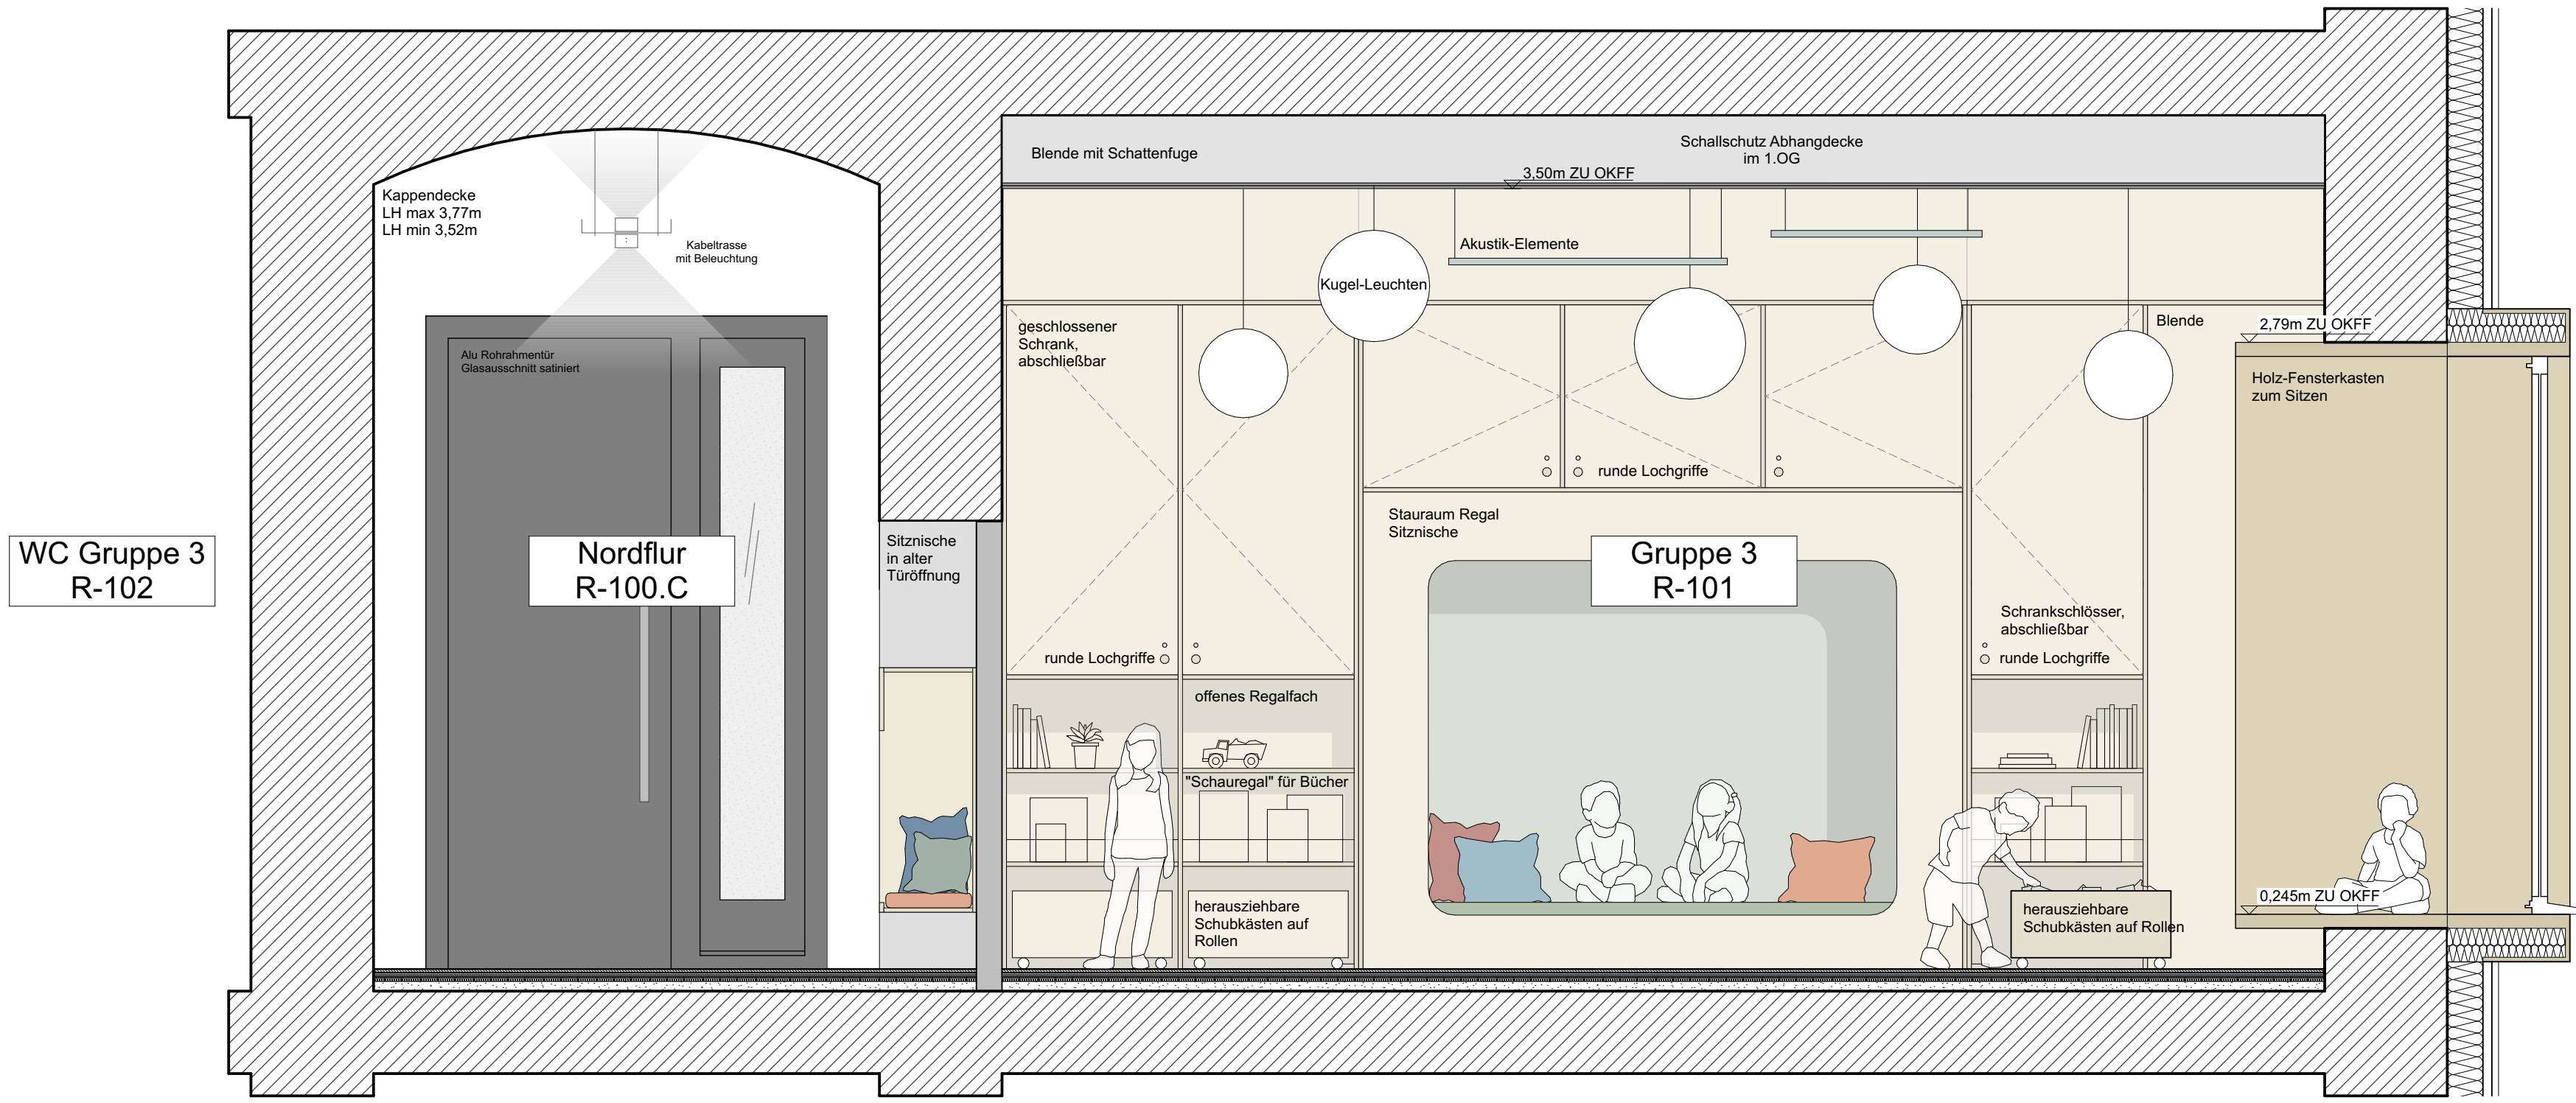 WC Gruppe 3
R-102
Kappendecke
LH max 3,77m
LH min 3,52m
Kabeltrasse
mit Beleuchtung
Alu Rohrahmentür
Glasausschnitt satiniert
Nordflur
R-100.C
Sitznische
in alter
Türöffnung
Blende mit Schattenfuge
Schallschutz Abhangdecke
im 1.OG
3,50m ZU OKFF
Akustik-Elemente
Kugel-Leuchten
geschlossener
Schrank,
abschließbar
runde Lochgriffe
offenes Regalfach
"Schauregal" für Bücher
herausziehbare
Schubkästen auf
Rollen
runde Lochgriffe
Stauraum Regal
Sitznische
Gruppe 3
R-101
Blende
Schrankschlösser,
abschließbar
runde Lochgriffe
herausziehbare
Schubkästen auf Rollen
2,79m ZU OKFF
Holz-Fensterkasten
zum Sitzen
0,245m ZU OKFF